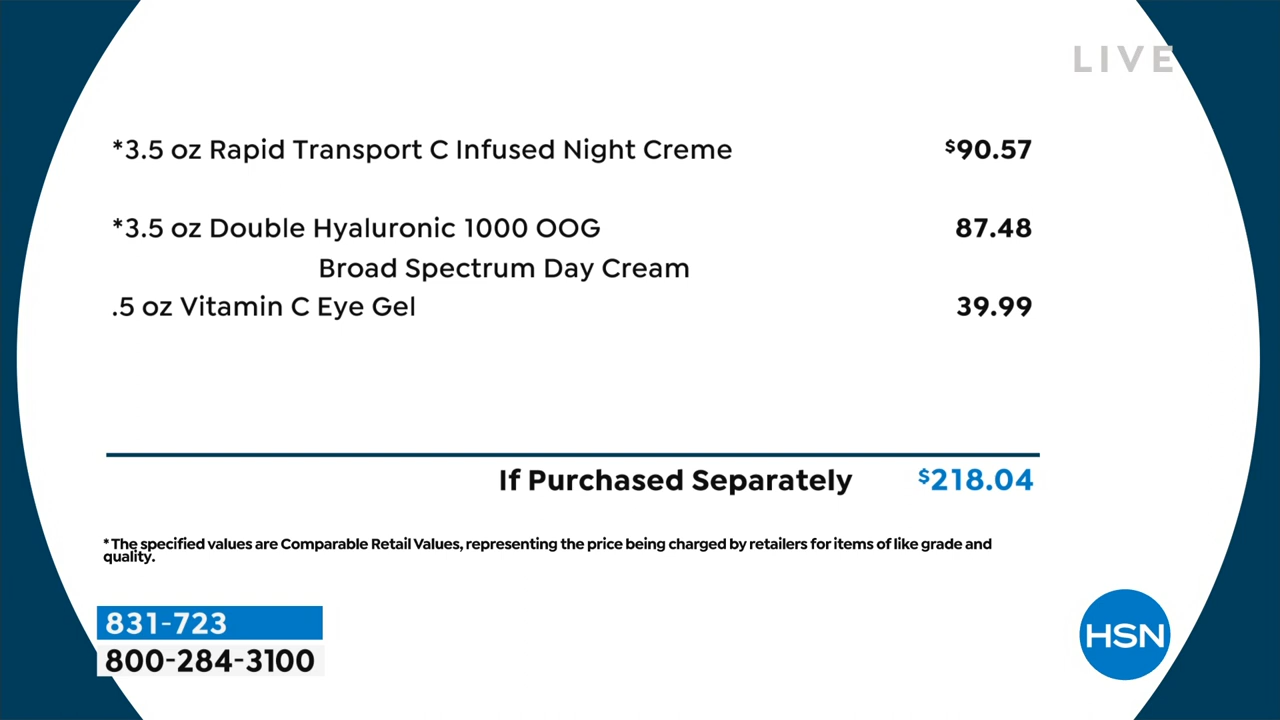 LIVE
*3.5 oz Rapid Transport C Infused Night Creme $90.57
*3.5 oz Double Hyaluronic 1000 OOG 87.48
Broad Spectrum Day Cream
.5 oz Vitamin C Eye Gel 39.99
If Purchased Separately $218.04
*The specified values are Comparable Retail Values, representing the price being charged by retailers for items of like grade and
quality.
831-723
800-284-3100
HSN